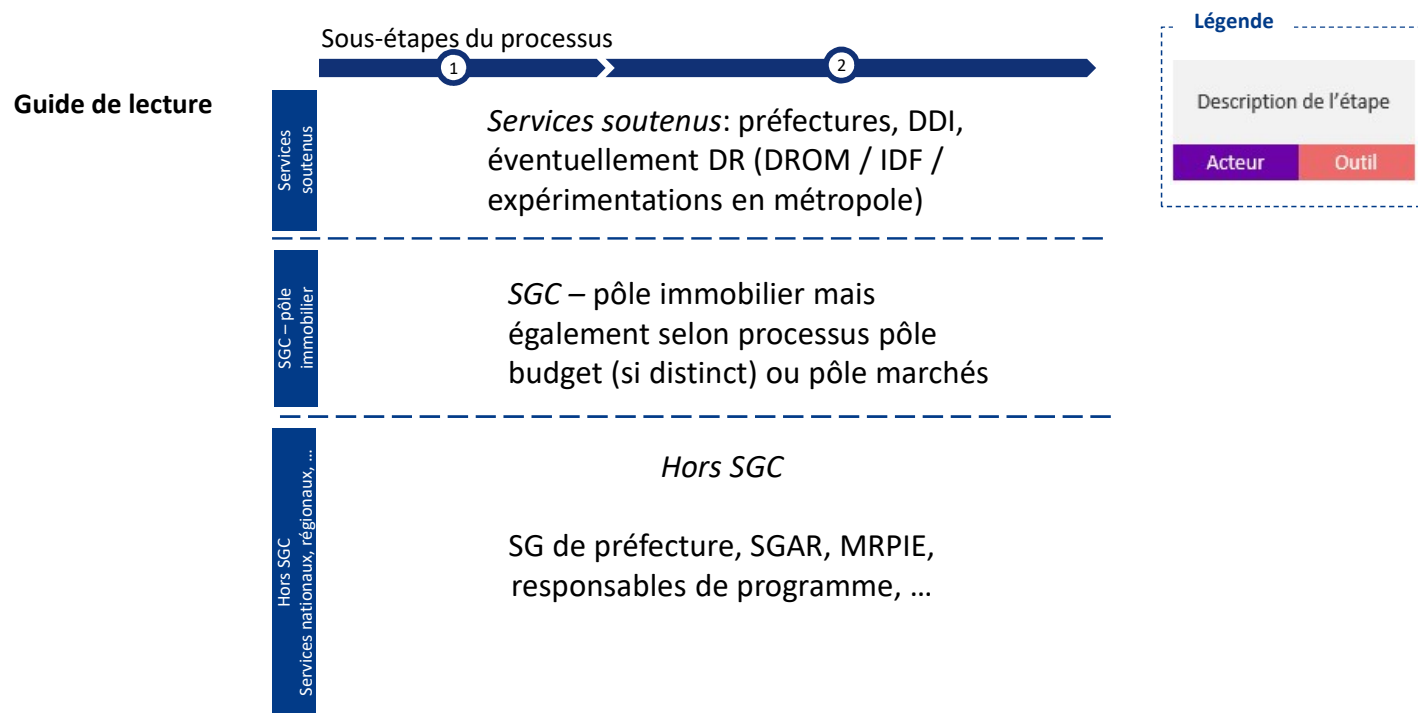 Légende
Sous-étapes du processus
1
2
Description de l'étape
Acteur
Outil
Guide de lecture
Services
soutenus
Services soutenus: préfectures, DDI,
éventuellement DR (DROM / IDF /
expérimentations en métropole)
SGC – pôle
immobilier
SGC – pôle immobilier mais
également selon processus pôle
budget (si distinct) ou pôle marchés
Hors SGC
Services nationaux, régionaux, …
Hors SGC
SG de préfecture, SGAR, MRPIE,
responsables de programme, …